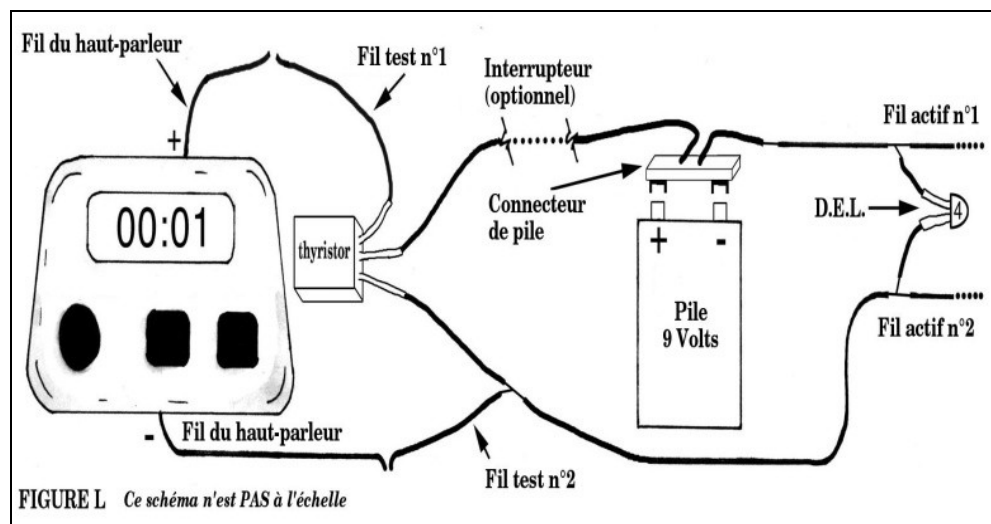 Fil du haut-parleur
Fil test n°1
Interrupteur
(optionnel)
Fil actif n°1
+
00:01
thyristor
Connecteur
de pile
D.E.L.
4
+ -
Pile
9 Volts
Fil actif n°2
-
Fil du haut-parleur
Fil test n°2
FIGURE L Ce schéma n'est PAS à l'échelle